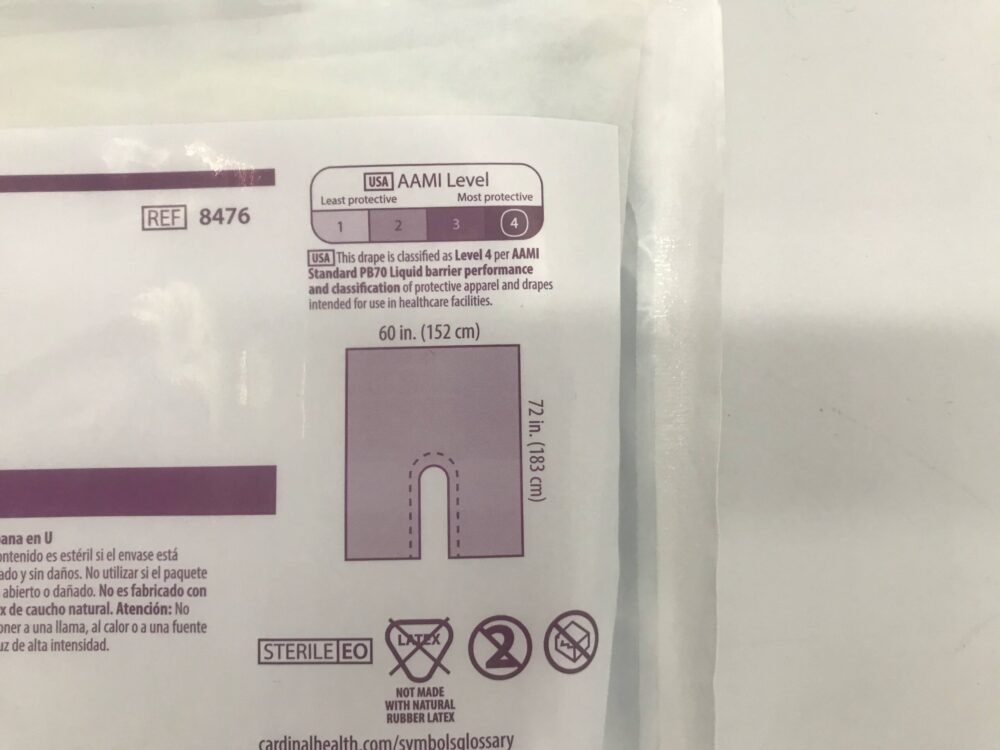 REF 8476
USA AAMI Level
Least protective Most protective
1 2 3 4
USA This drape is classified as Level 4 per AAMI
Standard PB70 Liquid barrier performance
and classification of protective apparel and drapes
intended for use in healthcare facilities.
60 in. (152 cm)
72 in. (183 cm)
ana en U
ontenido es estéril si el envase está
ado y sin daños. No utilizar si el paquete
abierto o dañado. No es fabricado con
x de caucho natural. Atención: No
oner a una llama, al calor o a una fuente
uz de alta intensidad.
STERILE EO
LATEX
2
NOT MADE
WITH NATURAL
RUBBER LATEX
cardinalhealth.com/symbolsglossary